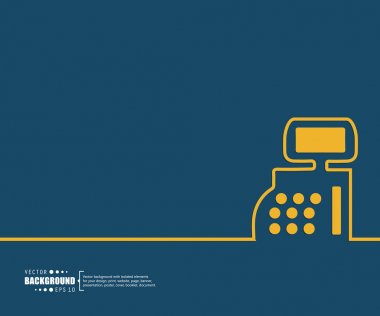 VECTOR
BACKGROUND
EPS 10
Vector background with isolated elements
for your design: print, website, page, banner,
presentation, poster, cover, booklet, document.